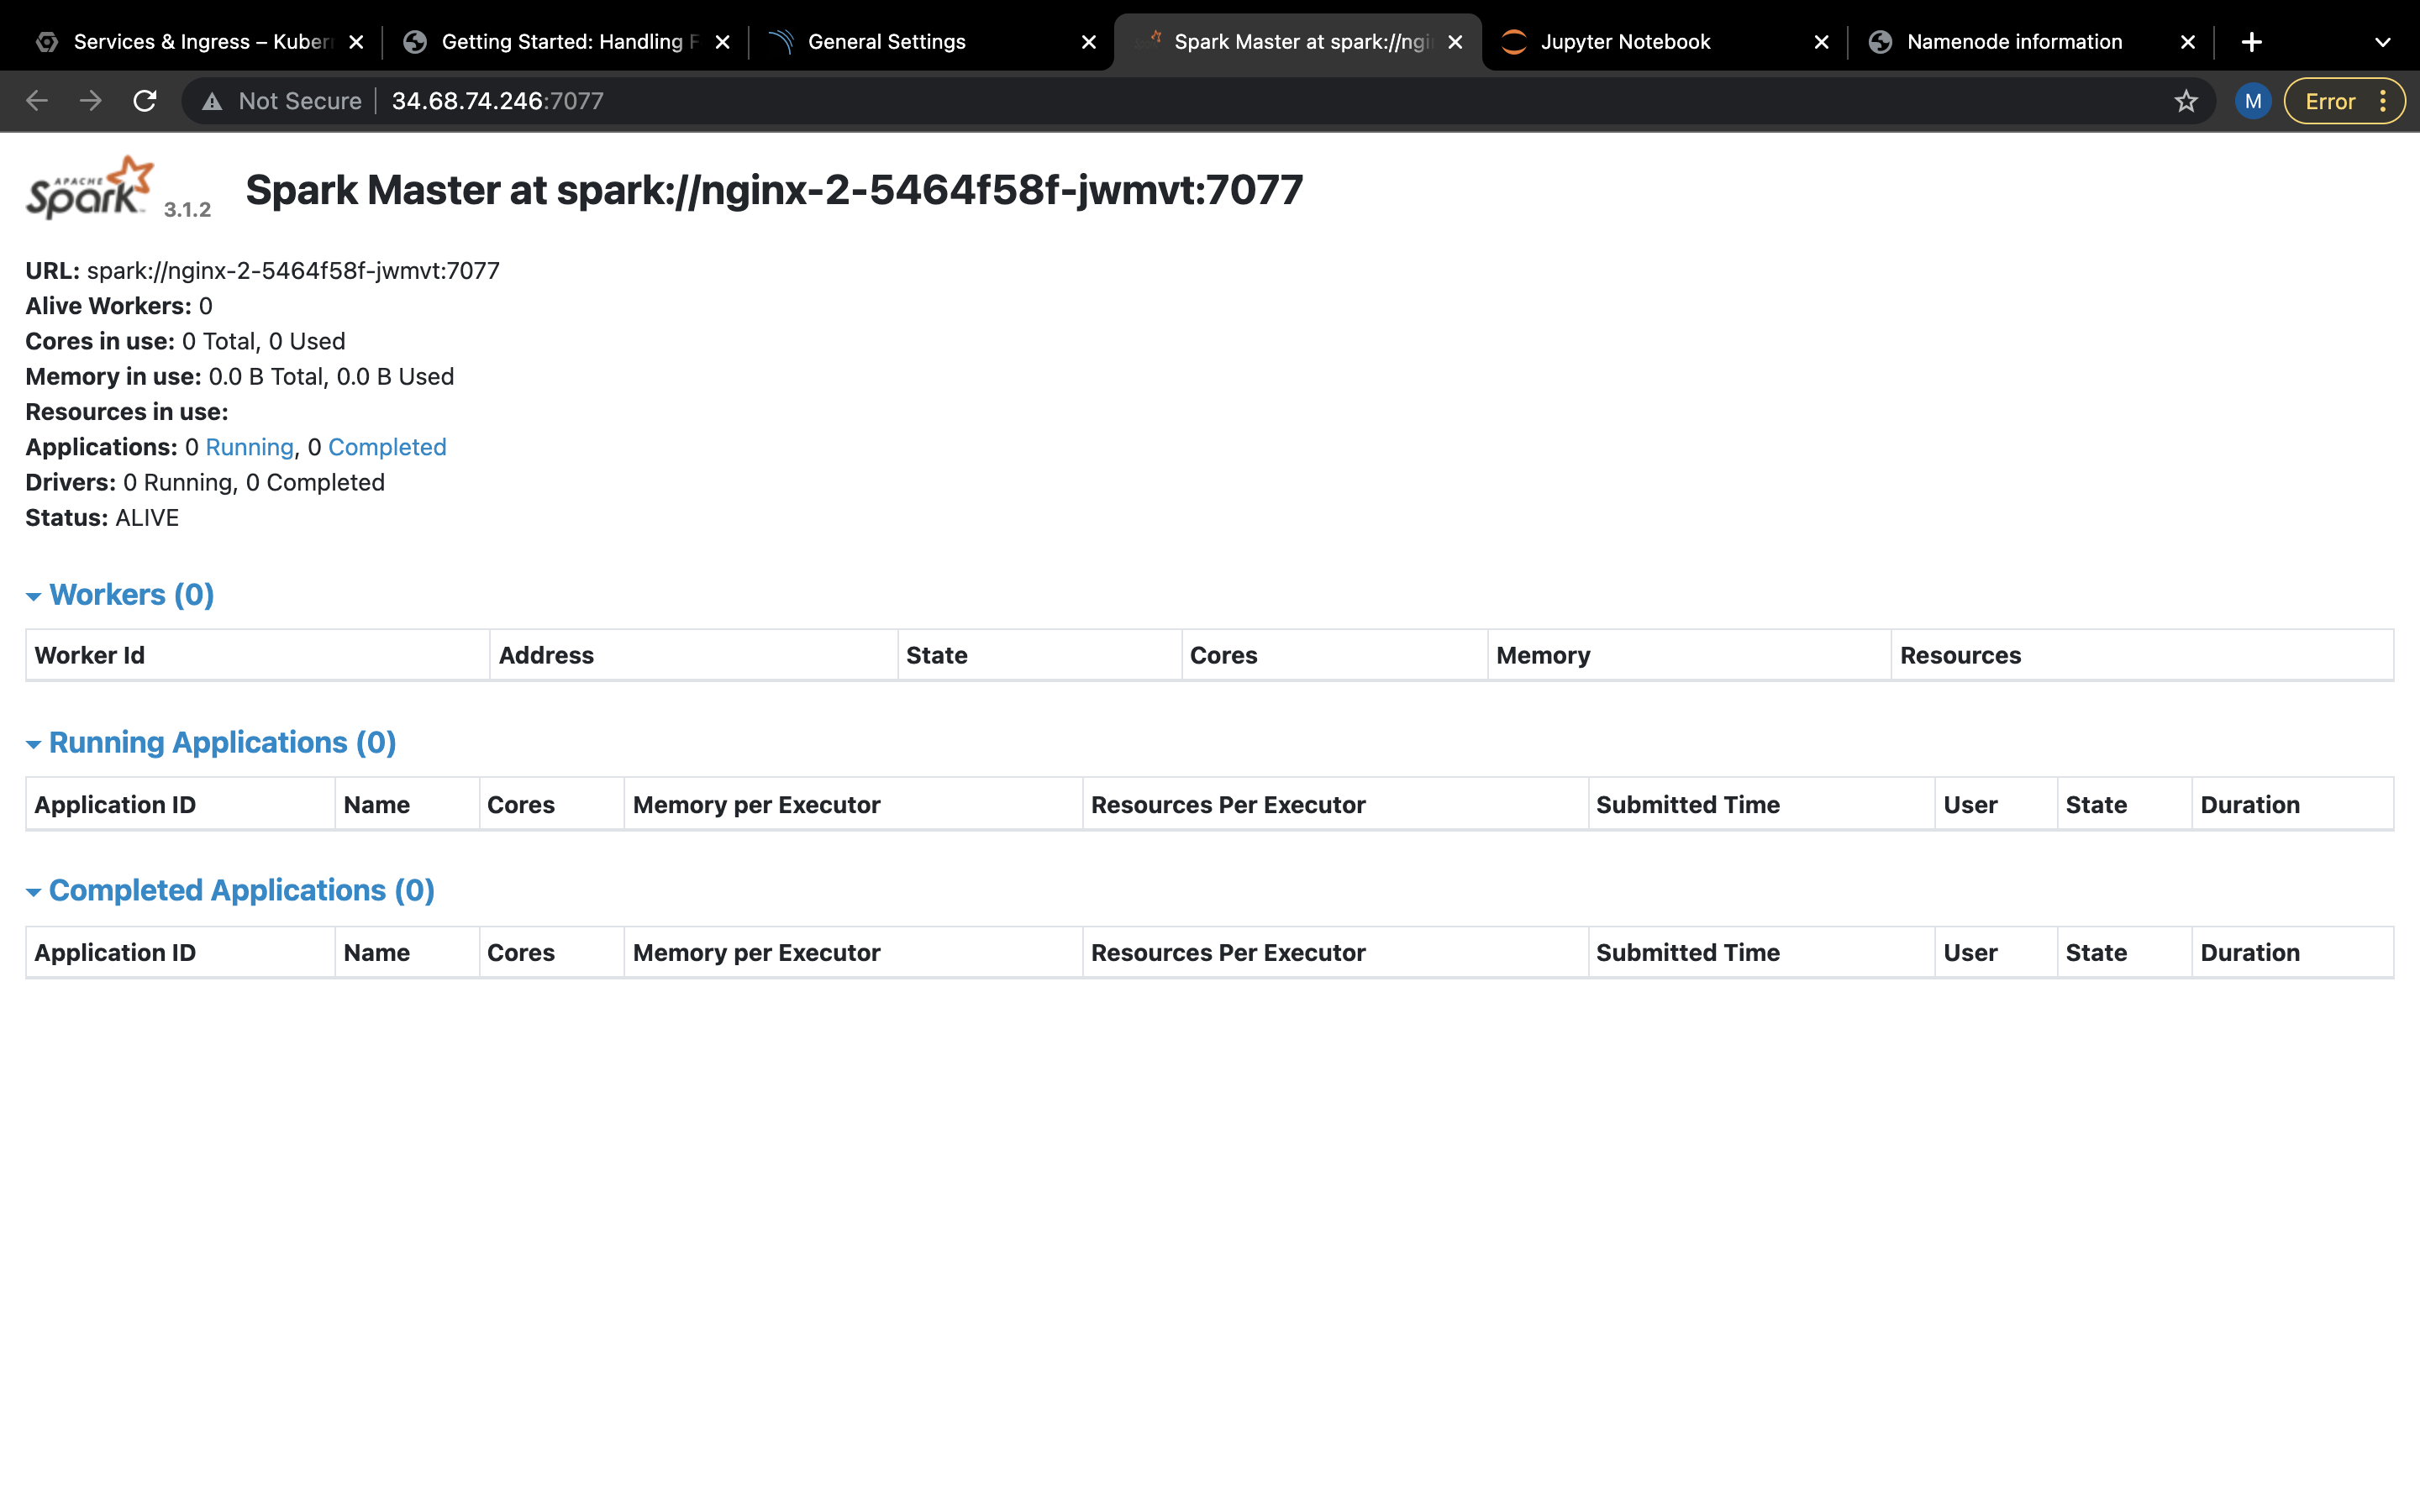 Services & Ingress – Kuber
Getting Started: Handling F
General Settings
Spark Master at spark://ngi
Jupyter Notebook
Namenode information
Not Secure
34.68.74.246:7077
M
Error
APACHE
Spark
3.1.2
Spark Master at spark://nginx-2-5464f58f-jwmvt:7077
URL: spark://nginx-2-5464f58f-jwmvt:7077
Alive Workers: 0
Cores in use: 0 Total, 0 Used
Memory in use: 0.0 B Total, 0.0 B Used
Resources in use:
Applications: 0 Running, 0 Completed
Drivers: 0 Running, 0 Completed
Status: ALIVE
Workers (0)
Worker Id Address State Cores Memory Resources
Running Applications (0)
Application ID Name Cores Memory per Executor Resources Per Executor Submitted Time User State Duration
Completed Applications (0)
Application ID Name Cores Memory per Executor Resources Per Executor Submitted Time User State Duration